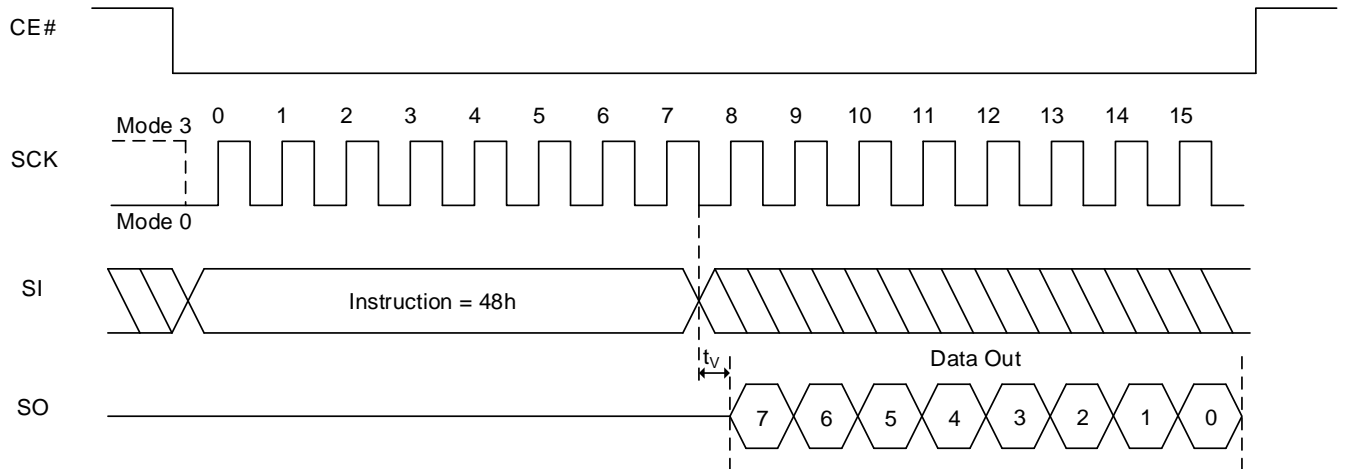 CE#
Mode 3
0 1 2 3 4 5 6 7 8 9 10 11 12 13 14 15
SCK
Mode 0
SI
Instruction = 48h
tV
Data Out
SO
7 6 5 4 3 2 1 0